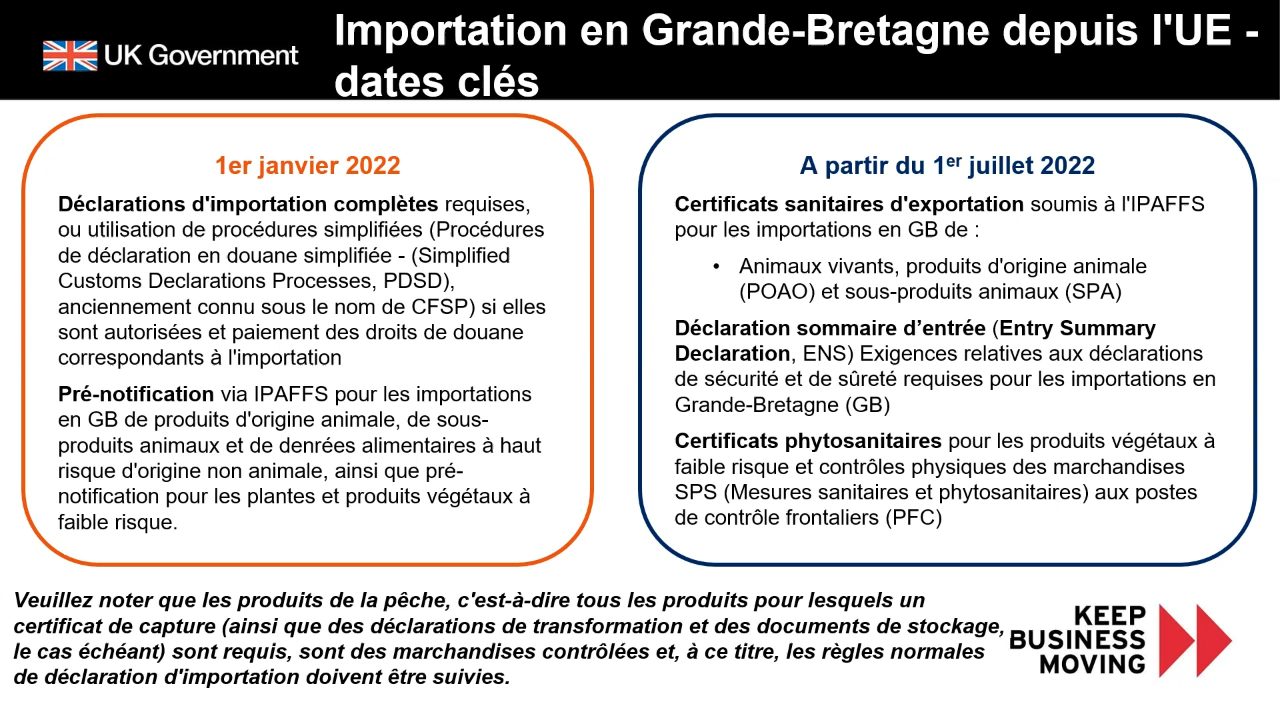 UK Government
Importation en Grande-Bretagne depuis l'UE -
dates clés
1er janvier 2022
Déclarations d'importation complètes requises,
ou utilisation de procédures simplifiées (Procédures
de déclaration en douane simplifiée - (Simplified
Customs Declarations Processes, PDSD),
anciennement connu sous le nom de CFSP) si elles
sont autorisées et paiement des droits de douane
correspondants à l'importation
Pré-notification via IPAFFS pour les importations
en GB de produits d'origine animale, de sous-
produits animaux et de denrées alimentaires à haut
risque d'origine non animale, ainsi que pré-
notification pour les plantes et produits végétaux à
faible risque.
A partir du 1er juillet 2022
Certificats sanitaires d'exportation soumis à l'IPAFFS
pour les importations en GB de :
• Animaux vivants, produits d'origine animale
(POAO) et sous-produits animaux (SPA)
Déclaration sommaire d’entrée (Entry Summary
Declaration, ENS) Exigences relatives aux déclarations
de sécurité et de sûreté requises pour les importations en
Grande-Bretagne (GB)
Certificats phytosanitaires pour les produits végétaux à
faible risque et contrôles physiques des marchandises
SPS (Mesures sanitaires et phytosanitaires) aux postes
de contrôle frontaliers (PFC)
Veuillez noter que les produits de la pêche, c'est-à-dire tous les produits pour lesquels un
certificat de capture (ainsi que des déclarations de transformation et des documents de stockage,
le cas échéant) sont requis, sont des marchandises contrôlées et, à ce titre, les règles normales
de déclaration d'importation doivent être suivies.
KEEP
BUSINESS
MOVING